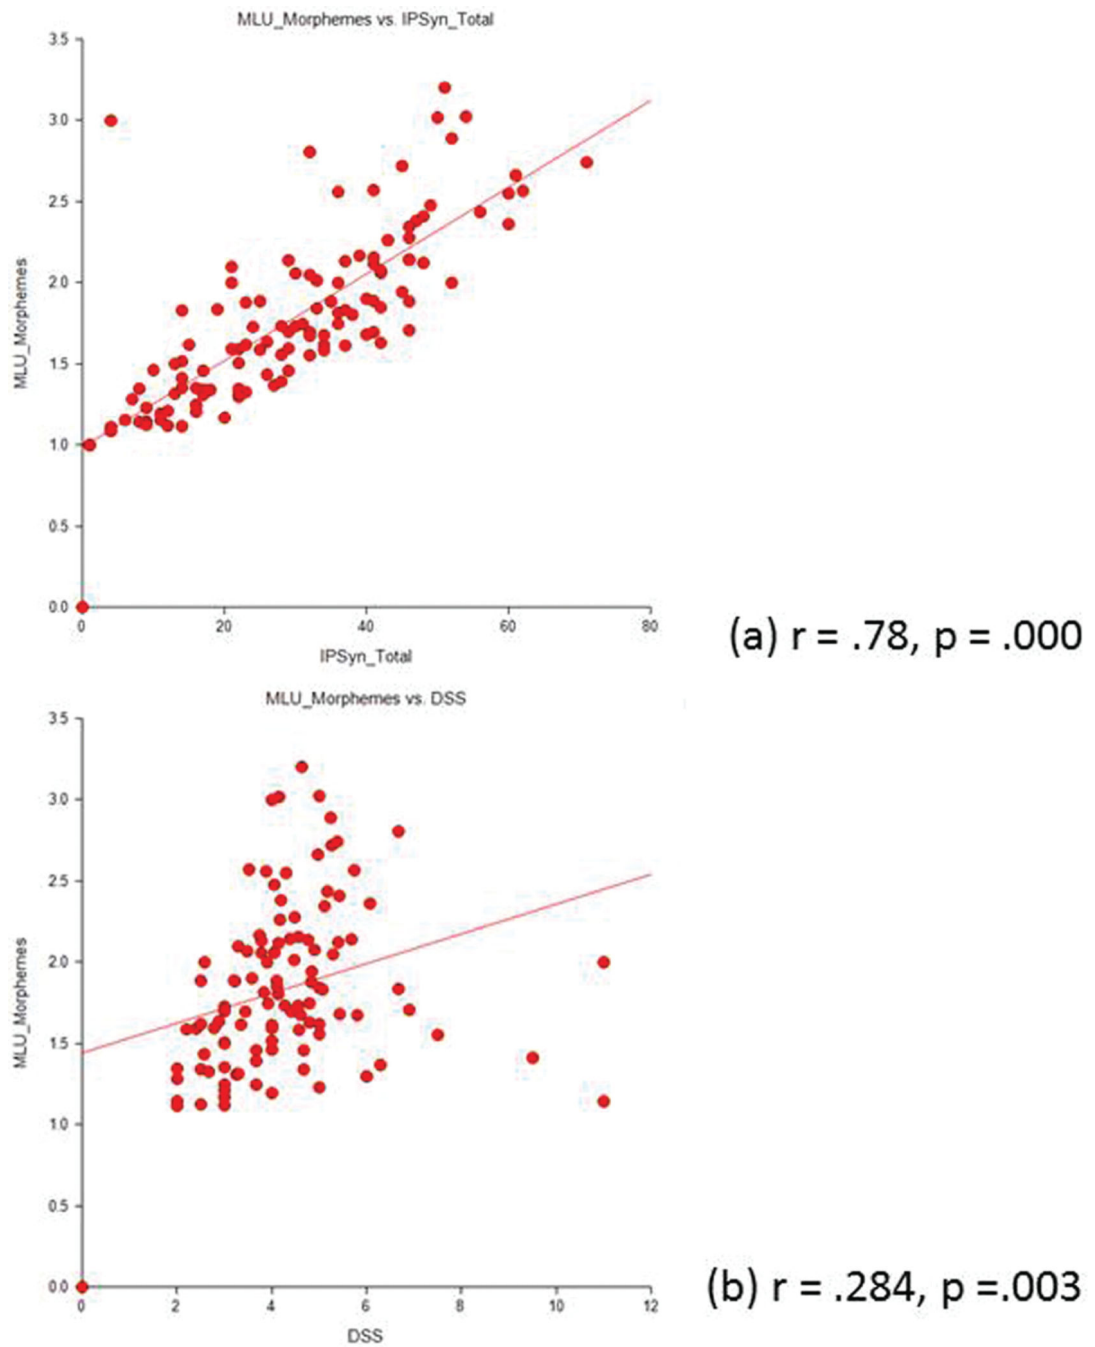 MLU_Morphemes vs. IPSyn_Total
3.5
3.0
2.5
2.0
1.5
1.0
0.5
0.0
MLU_Morphemes
0 20 40 60 80
IPSyn_Total
(a) r = .78, p = .000
MLU_Morphemes vs. DSS
3.5
3.0
2.5
2.0
1.5
1.0
0.5
0.0
MLU_Morphemes
0 2 4 6 8 10 12
DSS
(b) r = .284, p =.003